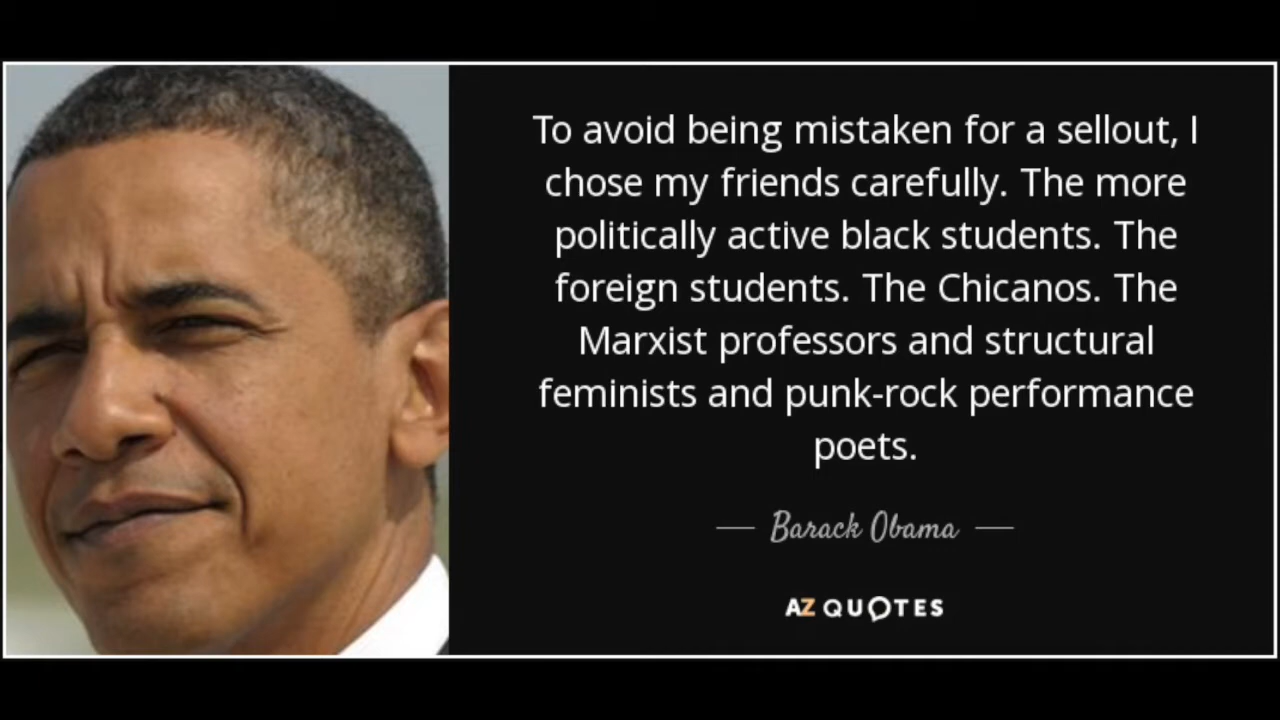 To avoid being mistaken for a sellout, I
chose my friends carefully. The more
politically active black students. The
foreign students. The Chicanos. The
Marxist professors and structural
feminists and punk-rock performance
poets.
Barack Obama
AZ QUOTES